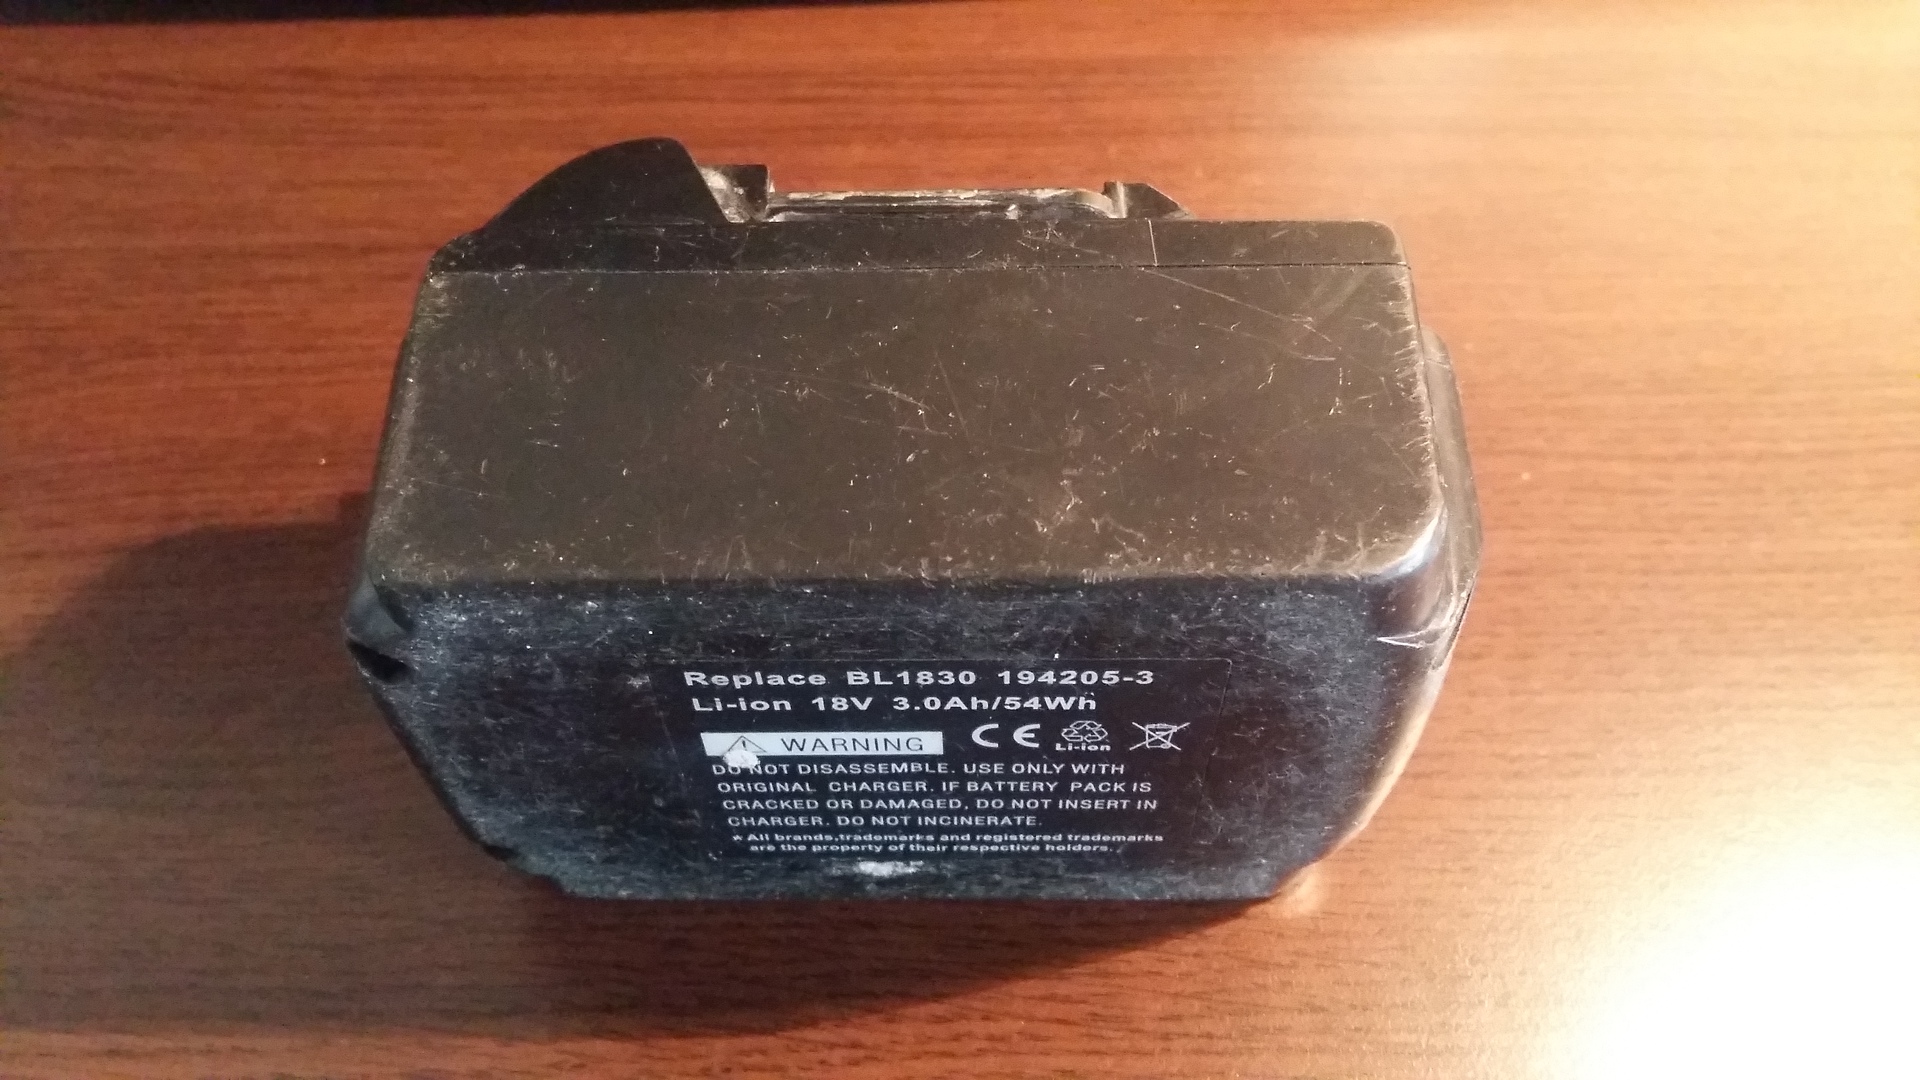 Replace BL1830 194205-3
Li-ion 18V 3.0Ah/54Wh
WARNING CE Li-ion
DO NOT DISASSEMBLE. USE ONLY WITH
ORIGINAL CHARGER. IF BATTERY PACK IS
CRACKED OR DAMAGED, DO NOT INSERT IN
CHARGER. DO NOT INCINERATE.
* All brands,trademarks and registered trademarks
are the property of their respective holders.